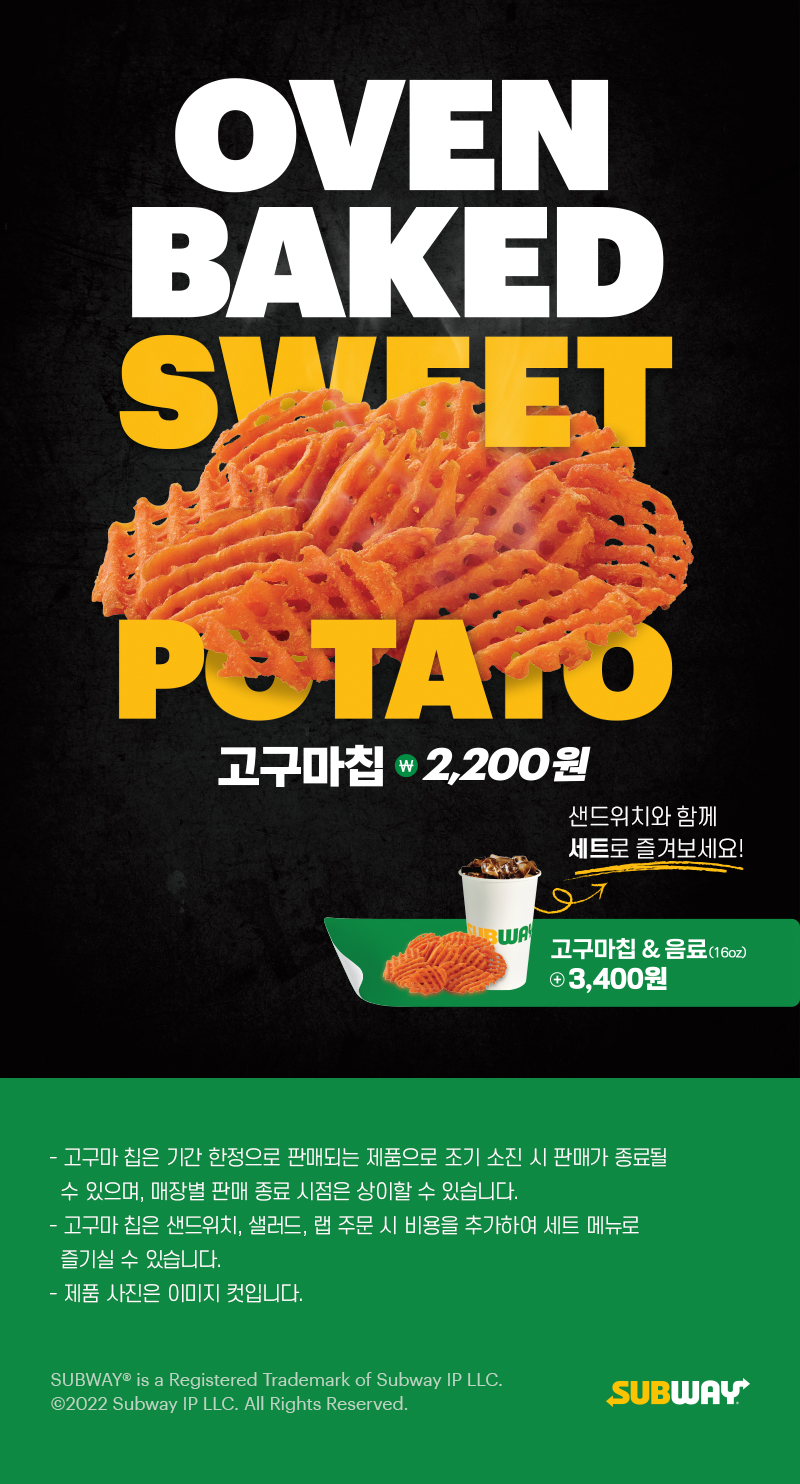 OVEN
BAKED
SWEET
POTATO
고구마칩 ₩ 2,200원
샌드위치와 함께
세트로 즐겨보세요!
SUBWAY
고구마칩 & 음료(16oz)
+ 3,400원
- 고구마 칩은 기간 한정으로 판매되는 제품으로 조기 소진 시 판매가 종료될
수 있으며, 매장별 판매 종료 시점은 상이할 수 있습니다.
- 고구마 칩은 샌드위치, 샐러드, 랩 주문 시 비용을 추가하여 세트 메뉴로
즐기실 수 있습니다.
- 제품 사진은 이미지 컷입니다.
SUBWAY® is a Registered Trademark of Subway IP LLC.
©2022 Subway IP LLC. All Rights Reserved.
SUBWAY